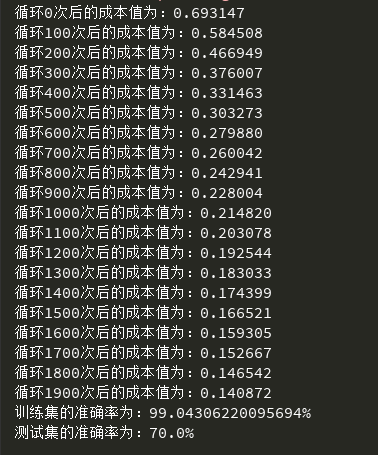 循环0次后的成本值为：0.693147
循环100次后的成本值为：0.584508
循环200次后的成本值为：0.466949
循环300次后的成本值为：0.376007
循环400次后的成本值为：0.331463
循环500次后的成本值为：0.303273
循环600次后的成本值为：0.279880
循环700次后的成本值为：0.260042
循环800次后的成本值为：0.242941
循环900次后的成本值为：0.228004
循环1000次后的成本值为：0.214820
循环1100次后的成本值为：0.203078
循环1200次后的成本值为：0.192544
循环1300次后的成本值为：0.183033
循环1400次后的成本值为：0.174399
循环1500次后的成本值为：0.166521
循环1600次后的成本值为：0.159305
循环1700次后的成本值为：0.152667
循环1800次后的成本值为：0.146542
循环1900次后的成本值为：0.140872
训练集的准确率为：99.04306220095694%
测试集的准确率为：70.0%